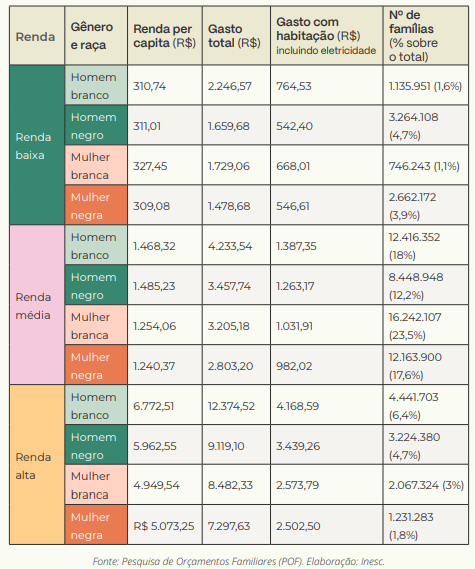 Renda | Gênero e raça | Renda per capita (R$) | Gasto total (R$) | Gasto com habitação (R$) incluindo eletricidade | Nº de famílias (% sobre o total)
Renda baixa | Homem branco | 310,74 | 2.246,57 | 764,53 | 1.135.951 (1,6%)
Homem negro | 311,01 | 1.659,68 | 542,40 | 3.264.108 (4,7%)
Mulher branca | 327,45 | 1.729,06 | 668,01 | 746.243 (1,1%)
Mulher negra | 309,08 | 1.478,68 | 546,61 | 2.662.172 (3,9%)
Renda média | Homem branco | 1.468,32 | 4.233,54 | 1.387,35 | 12.416.352 (18%)
Homem negro | 1.485,23 | 3.457,74 | 1.263,17 | 8.448.948 (12,2%)
Mulher branca | 1.254,06 | 3.205,18 | 1.031,91 | 16.242.107 (23,5%)
Mulher negra | 1.240,37 | 2.803,20 | 982,02 | 12.163.900 (17,6%)
Renda alta | Homem branco | 6.772,51 | 12.374,52 | 4.168,59 | 4.441.703 (6,4%)
Homem negro | 5.962,55 | 9.119,10 | 3.439,26 | 3.224.380 (4,7%)
Mulher branca | 4.949,54 | 8.482,33 | 2.573,79 | 2.067.324 (3%)
Mulher negra | R$ 5.073,25 | 7.297,63 | 2.502,50 | 1.231.283 (1,8%)
Fonte: Pesquisa de Orçamentos Familiares (POF). Elaboração: Inesc.